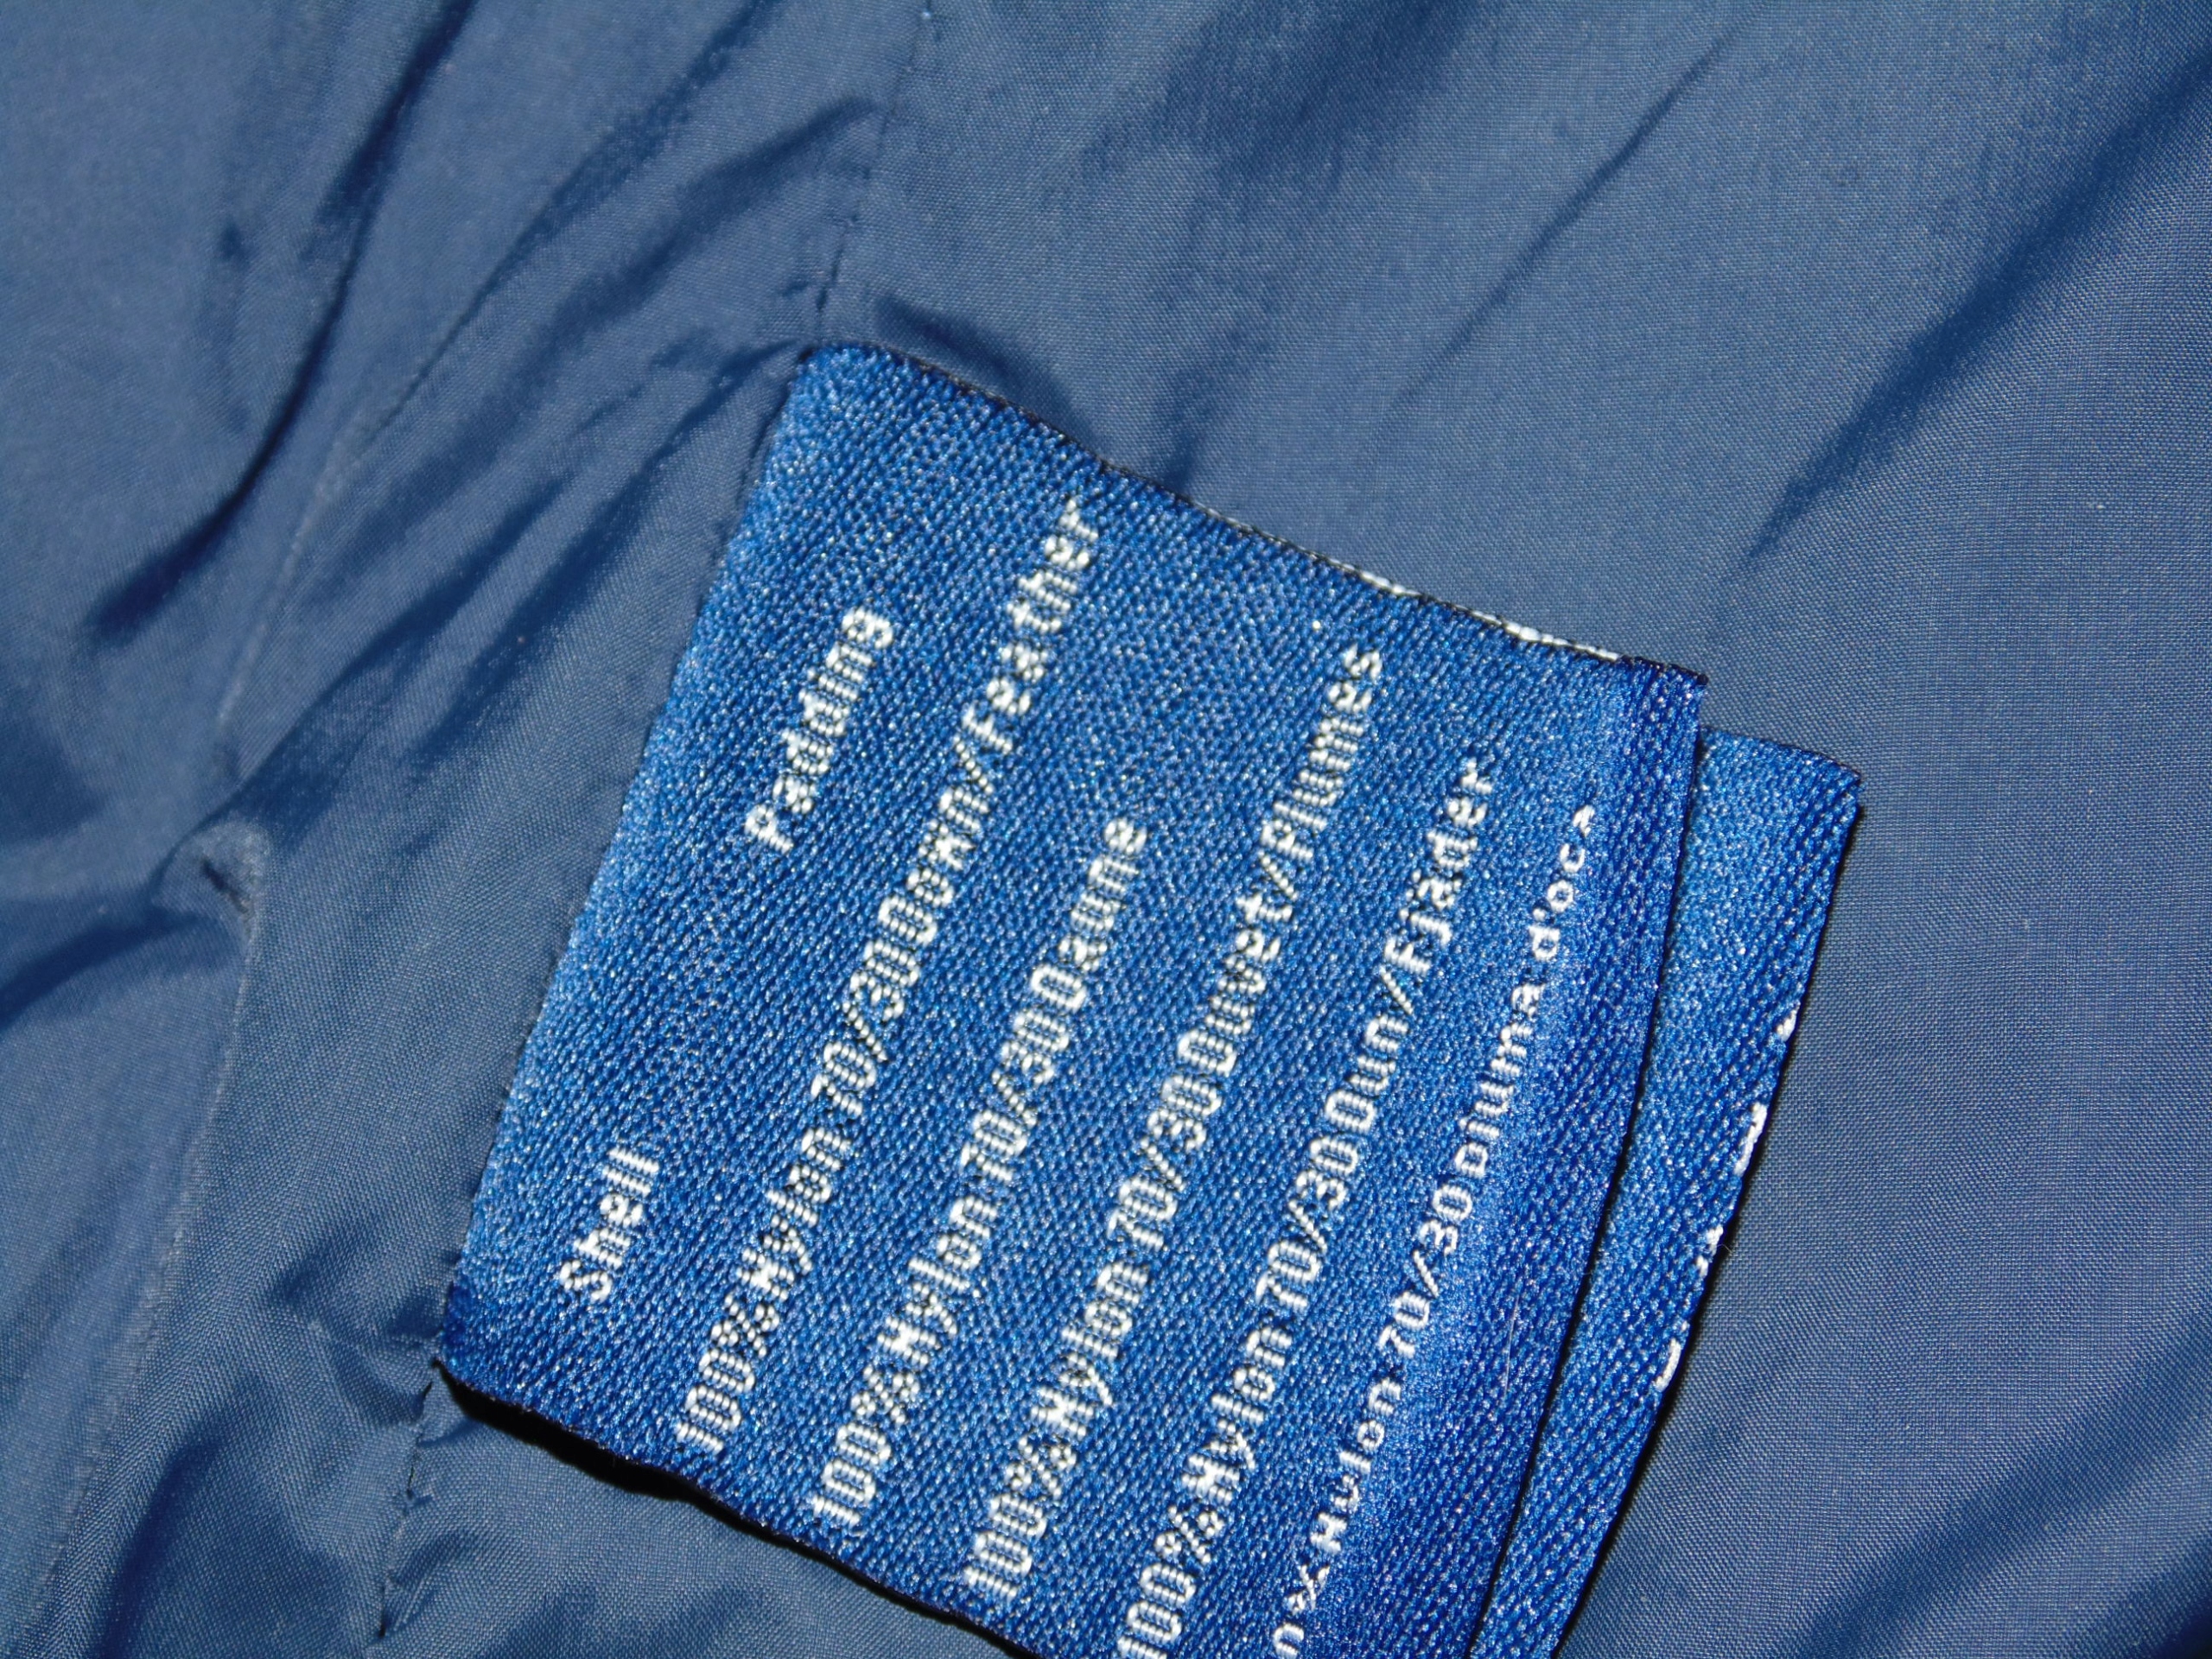 Shell Padding
100% Nylon 70/30 Down/Feather
100% Nylon 70/30 Daune
100% Nylon 70/30 Duvet/Plumes
100% Nylon 70/30 Dun/Fjäder
Nylon 70/30 Piuma d'oca